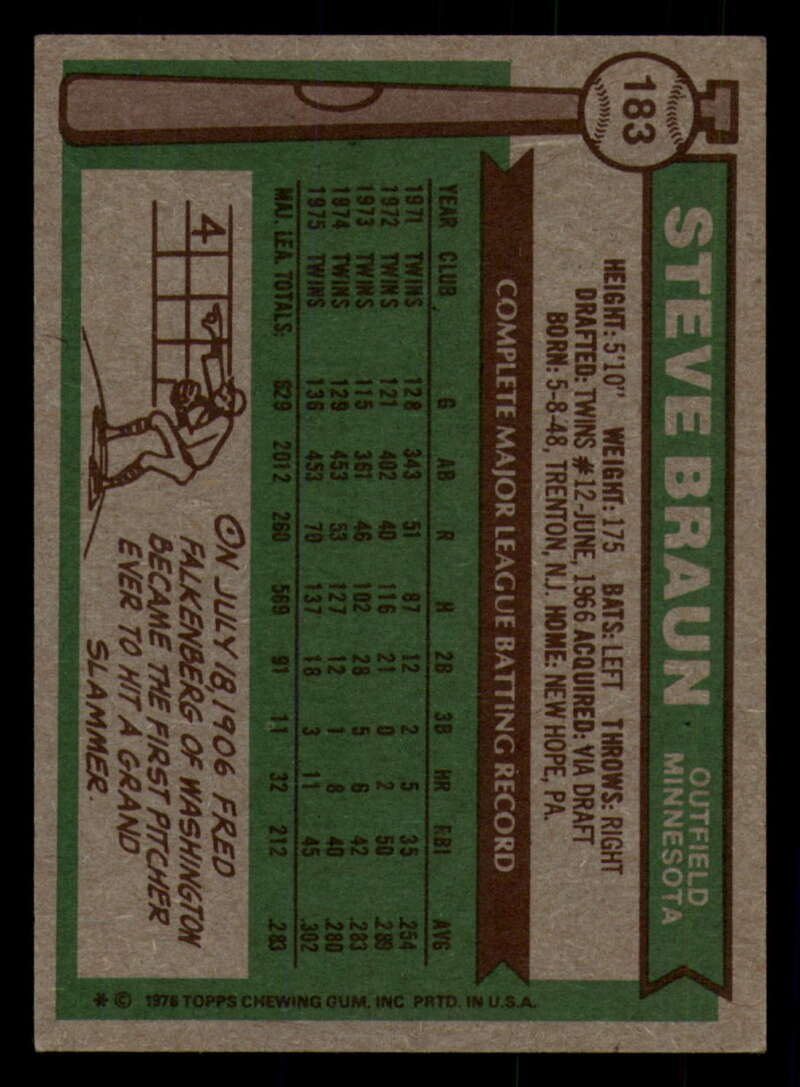 183
STEVE BRAUN • OUTFIELD
MINNESOTA
HEIGHT: 5'10" WEIGHT: 175 BATS: LEFT THROWS: RIGHT
DRAFTED: TWINS #12-JUNE, 1966 ACQUIRED: VIA DRAFT
BORN: 5-8-48, TRENTON, N.J. HOME: NEW HOPE, PA.
COMPLETE MAJOR LEAGUE BATTING RECORD
YEAR CLUB G AB R H 2B 3B HR RBI AVG
1971 TWINS 128 343 51 87 12 2 5 35 .254
1972 TWINS 121 402 40 116 21 0 2 50 .289
1973 TWINS 115 361 46 102 28 5 6 42 .283
1974 TWINS 129 453 53 127 12 1 8 40 .280
1975 TWINS 136 453 70 137 18 3 11 45 .302
MAJ. LEA. TOTALS: 629 2012 260 569 91 11 32 212 .283
4
ON JULY 18, 1906 FRED
FALKENBERG OF WASHINGTON
BECAME THE FIRST PITCHER
EVER TO HIT A GRAND
SLAMMER.
* © 1976 TOPPS CHEWING GUM, INC PRTD. IN U.S.A.